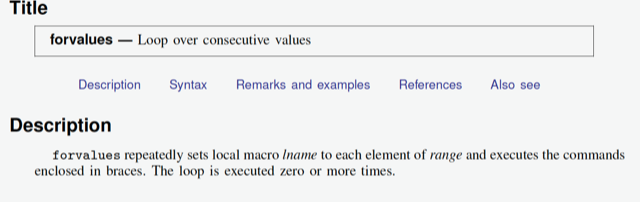 Title
forvalues — Loop over consecutive values
Description Syntax Remarks and examples References Also see
Description
forvalues repeatedly sets local macro lname to each element of range and executes the commands
enclosed in braces. The loop is executed zero or more times.